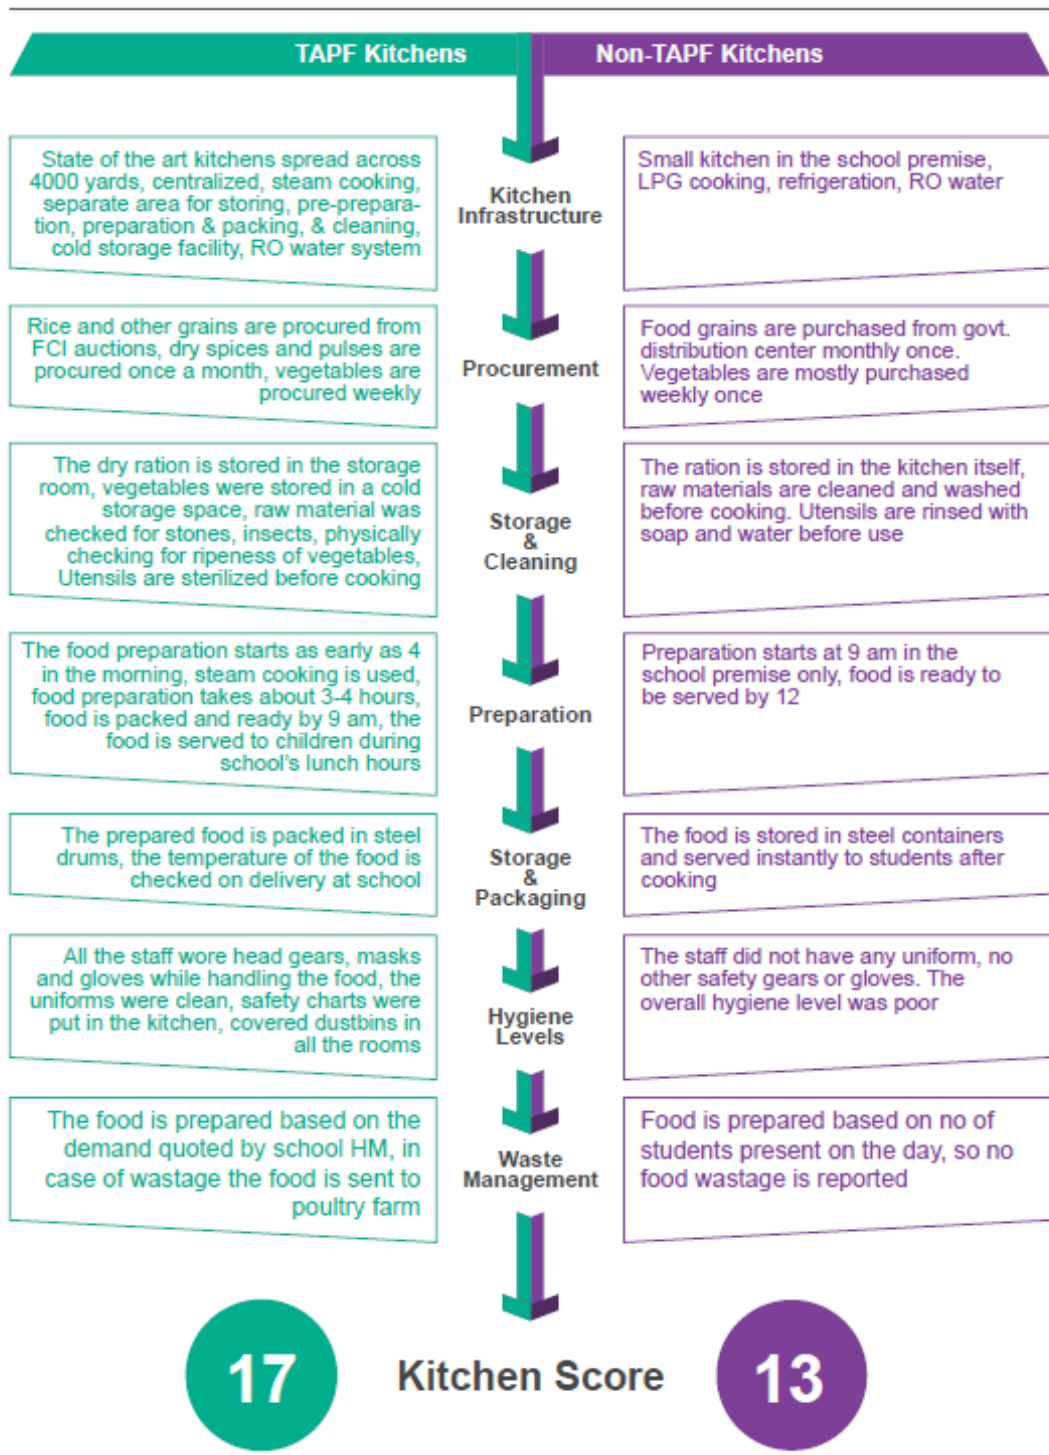 TAPF Kitchens
Non-TAPF Kitchens
State of the art kitchens spread across
4000 yards, centralized, steam cooking,
separate area for storing, pre-prepara-
tion, preparation & packing, & cleaning,
cold storage facility, RO water system
Kitchen
Infrastructure
Small kitchen in the school premise,
LPG cooking, refrigeration, RO water
Rice and other grains are procured from
FCI auctions, dry spices and pulses are
procured once a month, vegetables are
procured weekly
Procurement
Food grains are purchased from govt.
distribution center monthly once.
Vegetables are mostly purchased
weekly once
The dry ration is stored in the storage
room, vegetables were stored in a cold
storage space, raw material was
checked for stones, insects, physically
checking for ripeness of vegetables,
Utensils are sterilized before cooking
Storage
&
Cleaning
The ration is stored in the kitchen itself,
raw materials are cleaned and washed
before cooking. Utensils are rinsed with
soap and water before use
The food preparation starts as early as 4
in the morning, steam cooking is used,
food preparation takes about 3-4 hours,
food is packed and ready by 9 am, the
food is served to children during
school's lunch hours
Preparation
Preparation starts at 9 am in the
school premise only, food is ready to
be served by 12
The prepared food is packed in steel
drums, the temperature of the food is
checked on delivery at school
Storage
&
Packaging
The food is stored in steel containers
and served instantly to students after
cooking
All the staff wore head gears, masks
and gloves while handling the food, the
uniforms were clean, safety charts were
put in the kitchen, covered dustbins in
all the rooms
Hygiene
Levels
The staff did not have any uniform, no
other safety gears or gloves. The
overall hygiene level was poor
The food is prepared based on the
demand quoted by school HM, in
case of wastage the food is sent to
poultry farm
Waste
Management
Food is prepared based on no of
students present on the day, so no
food wastage is reported
17
Kitchen Score
13